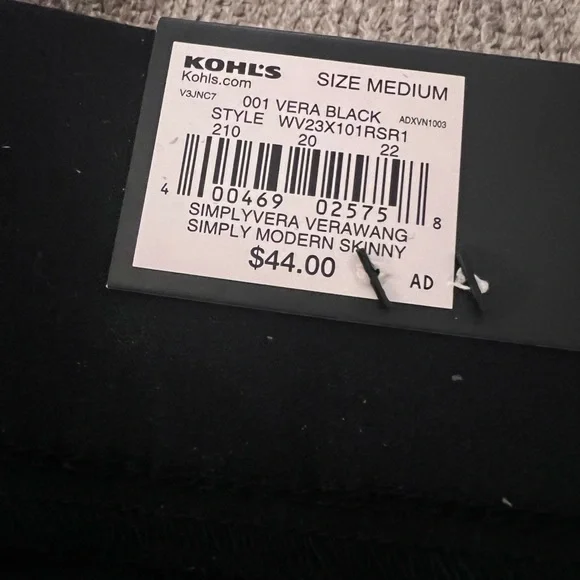 KOHL'S
SIZE MEDIUM
Kohls.com
V3JNC7
001 VERA BLACK
ADXVN1003
STYLE WV23X101RSR1
210 20 22
4 00469 02575 8
SIMPLYVERA VERAWANG
SIMPLY MODERN SKINNY
$44.00
AD